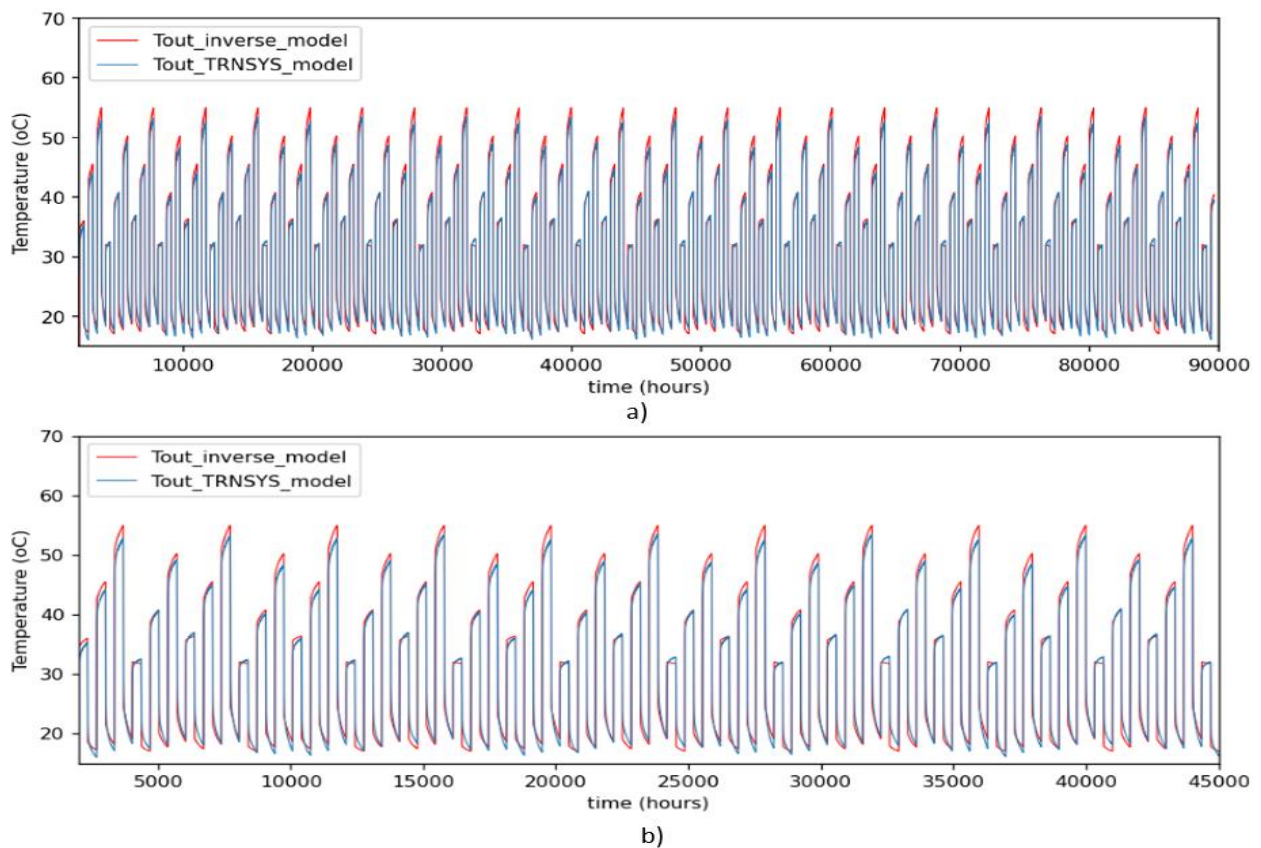 70
60
50
40
30
20
Temperature (oC)
Tout_inverse_model
Tout_TRNSYS_model
10000 20000 30000 40000 50000 60000 70000 80000 90000
time (hours)
a)
70
60
50
40
30
20
Temperature (oC)
Tout_inverse_model
Tout_TRNSYS_model
5000 10000 15000 20000 25000 30000 35000 40000 45000
time (hours)
b)